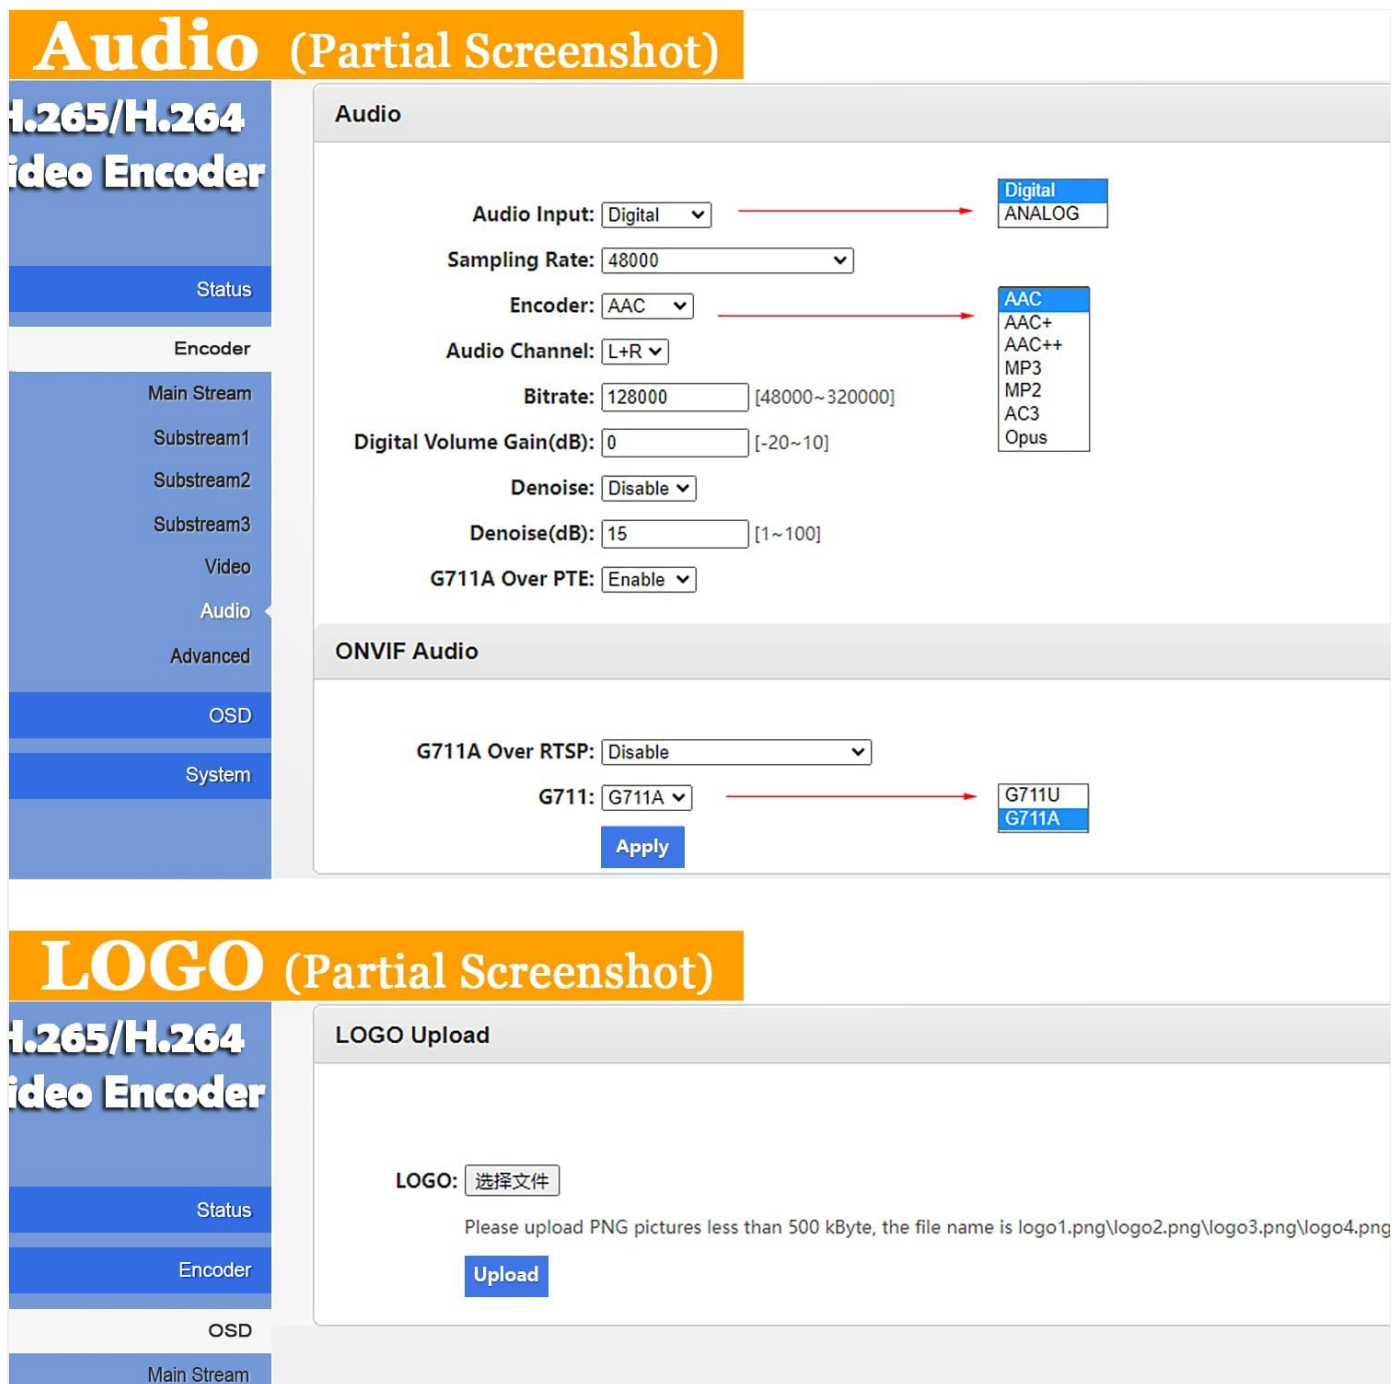 Audio (Partial Screenshot)
H.265/H.264
ideo Encoder
Status
Encoder
Main Stream
Substream1
Substream2
Substream3
Video
Audio
Advanced
OSD
System
Audio
Audio Input: Digital
Digital
ANALOG
Sampling Rate: 48000
Encoder: AAC
AAC
AAC+
AAC++
MP3
MP2
AC3
Opus
Audio Channel: L+R
Bitrate: 128000 [48000~320000]
Digital Volume Gain(dB): 0 [-20~10]
Denoise: Disable
Denoise(dB): 15 [1~100]
G711A Over PTE: Enable
ONVIF Audio
G711A Over RTSP: Disable
G711: G711A
G711U
G711A
Apply
LOGO (Partial Screenshot)
H.265/H.264
ideo Encoder
Status
Encoder
OSD
Main Stream
LOGO Upload
LOGO: 选择文件
Please upload PNG pictures less than 500 kByte, the file name is logo1.png\logo2.png\logo3.png\logo4.png
Upload